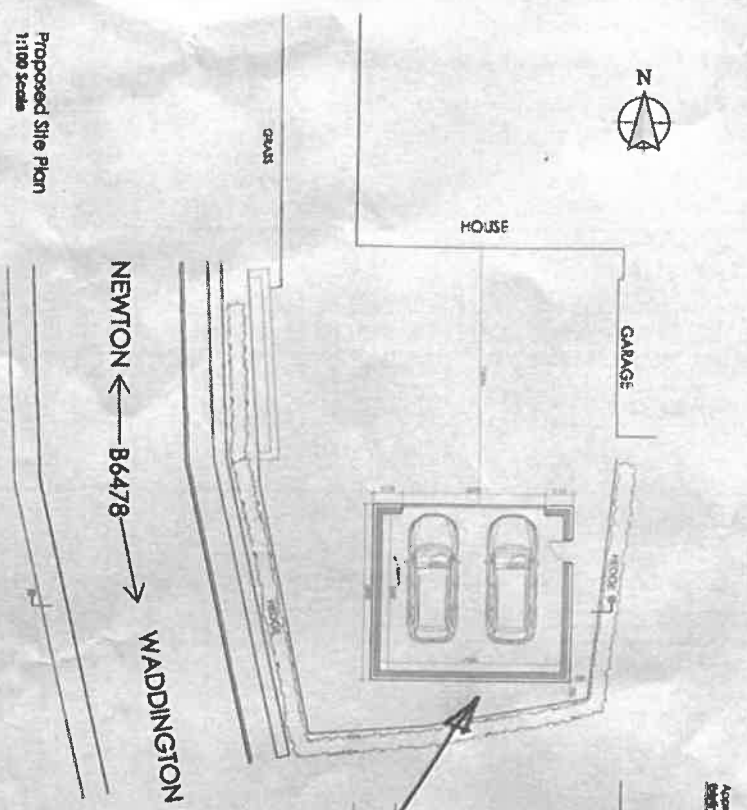 N
HOUSE
GARAGE
GRASS
HEDGE
HEDGE
NEWTON
B6478
WADDINGTON
Proposed Site Plan
1:100 Scale